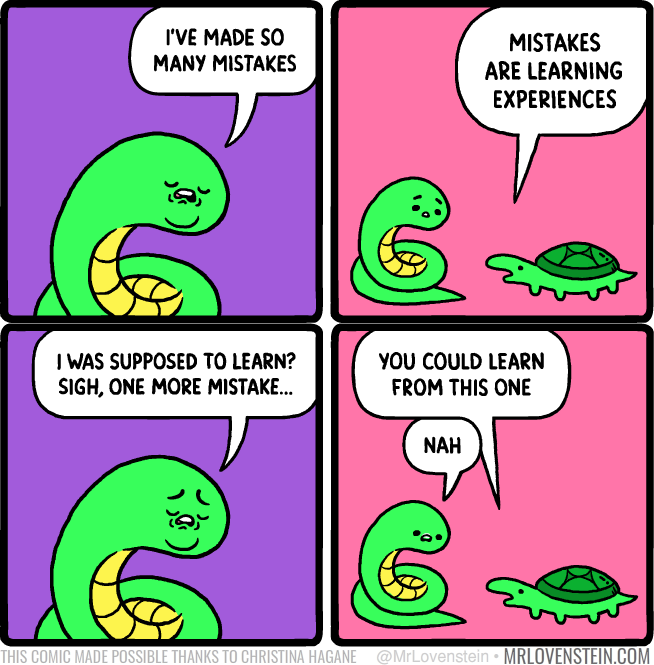 I'VE MADE SO
MANY MISTAKES
MISTAKES
ARE LEARNING
EXPERIENCES
I WAS SUPPOSED TO LEARN?
SIGH, ONE MORE MISTAKE...
YOU COULD LEARN
FROM THIS ONE
NAH
THIS COMIC MADE POSSIBLE THANKS TO CHRISTINA HAGANE @MrLovenstein • MRLOVENSTEIN.COM